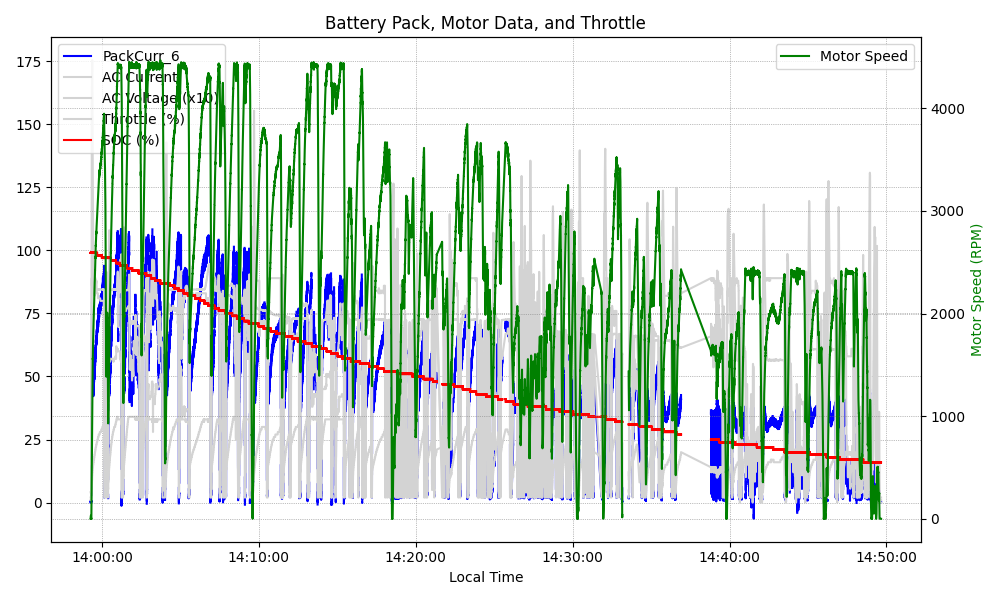 Battery Pack, Motor Data, and Throttle
PackCurr_6
AC Current
AC Voltage (x10)
Throttle (%)
SOC (%)
Motor Speed
175
150
125
100
75
50
25
0
4000
3000
2000
1000
0
Motor Speed (RPM)
14:00:00
14:10:00
14:20:00
14:30:00
14:40:00
14:50:00
Local Time